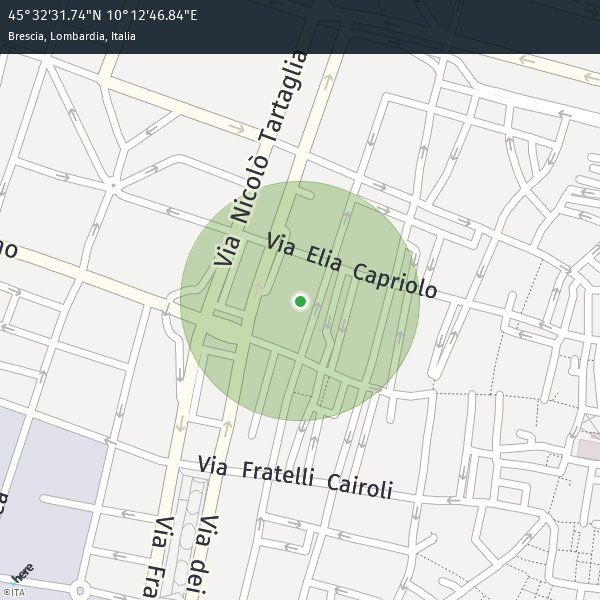 45°32'31.74"N 10°12'46.84"E
Brescia, Lombardia, Italia
Via Nicolò Tartaglia
Via Elia Capriolo
no
Via Fratelli Cairoli
Via Fra
Via dei
here
©ITA